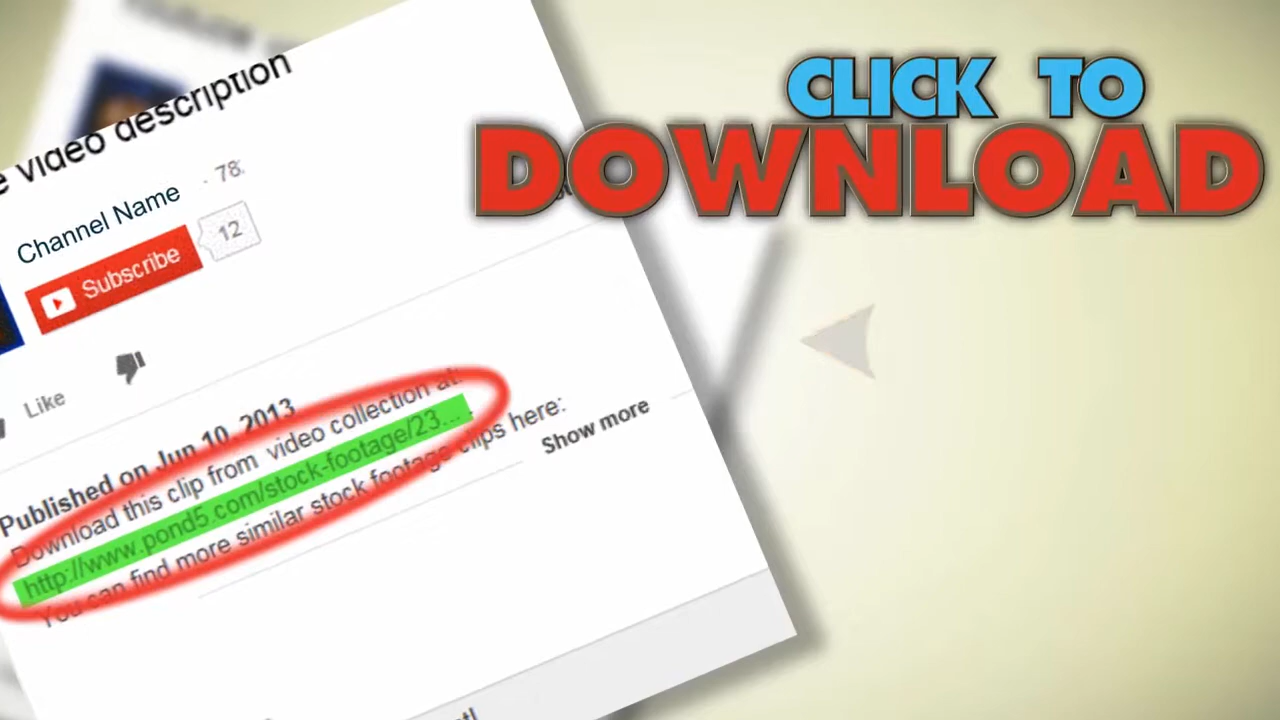 CLICK TO
DOWNLOAD
video description
Channel Name
78
Subscribe
12
Like
Published on Jun 10, 2013
Download this clip from video collection at:
http://www.pond5.com/stock-footage/23...
You can find more similar stock footage clips here:
Show more